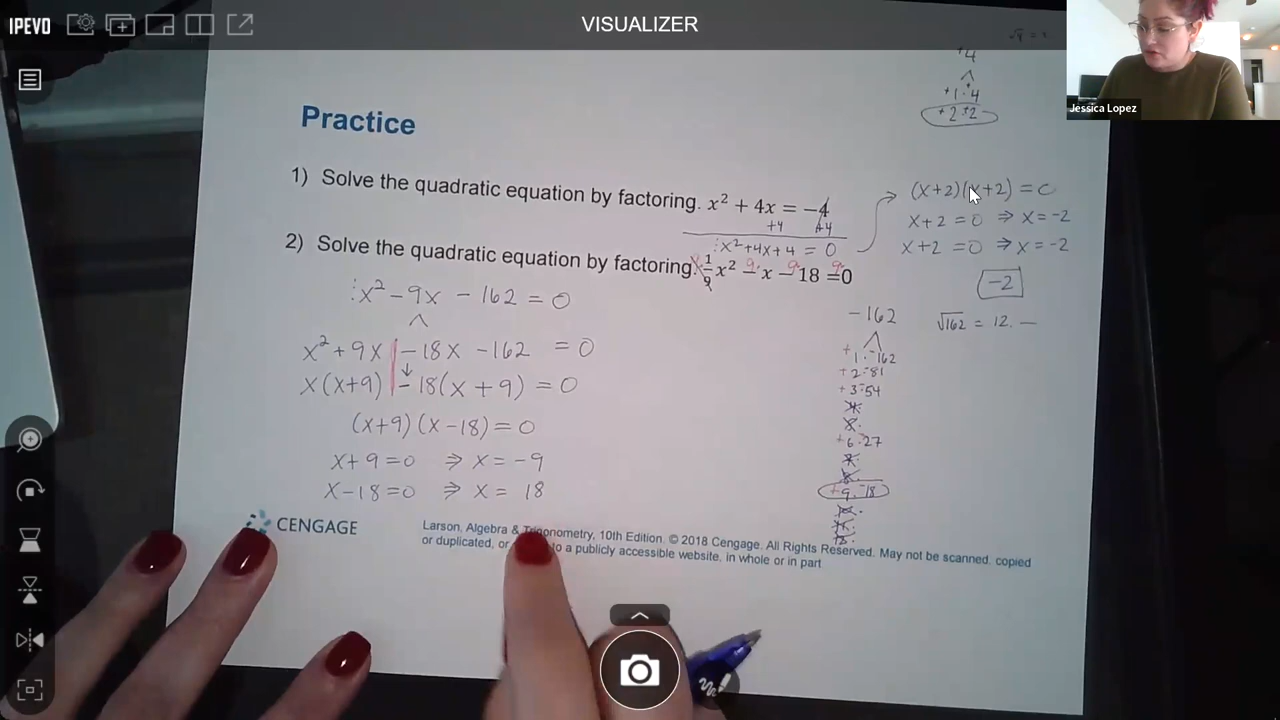 IPEVO
VISUALIZER
Jessica Lopez
+4
+1·4
+2 +2
Practice
1) Solve the quadratic equation by factoring. x² + 4x = −4
+4 +4
x²+4x+4 = 0
(x+2)(x+2) = 0
x+2 = 0 ⇒ x = -2
x+2 = 0 ⇒ x = -2
-2
2) Solve the quadratic equation by factoring. 1/9 x² − x − 18 = 0
9· 9· 9·
x² - 9x - 162 = 0
x² + 9x - 18x - 162 = 0
x(x+9) - 18(x+9) = 0
(x+9)(x-18) = 0
x+9=0 ⇒ x = -9
x-18=0 ⇒ x = 18
-162
√162 = 12. —
+1·-162
+2·-81
+3·-54
+6·-27
+9·-18
CENGAGE
Larson, Algebra & Trigonometry, 10th Edition. © 2018 Cengage. All Rights Reserved. May not be scanned, copied
or duplicated, or to a publicly accessible website, in whole or in part